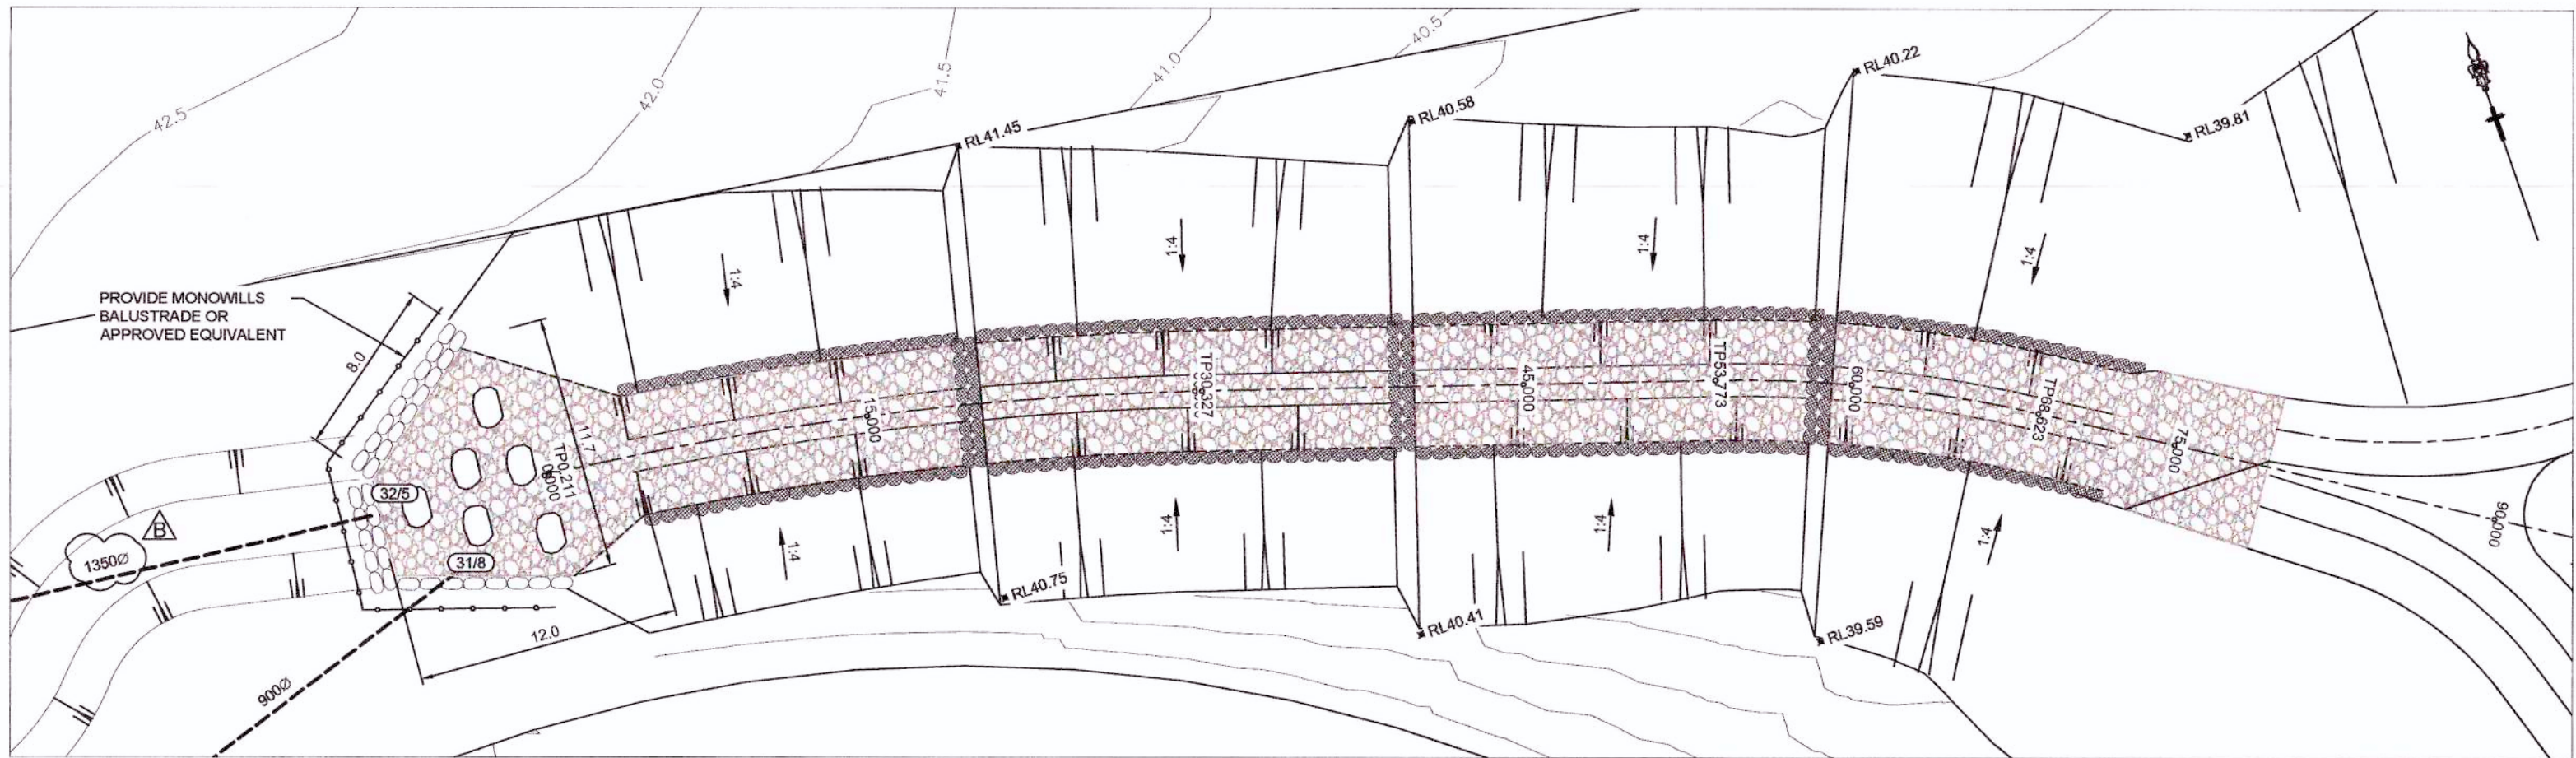 42.5
42.0
41.5
41.0
40.5
RL41.45
RL40.58
RL40.22
RL39.81
PROVIDE MONOWILLS
BALUSTRADE OR
APPROVED EQUIVALENT
8.0
1:4
1:4
1:4
1:4
11.7
TP0.211
0.000
15.000
TP30.327
45.000
TP53.773
60.000
TP68.623
75.000
90.000
32/5
31/8
B
1350Ø
900Ø
12.0
1:4
1:4
1:4
1:4
RL40.75
RL40.41
RL39.59